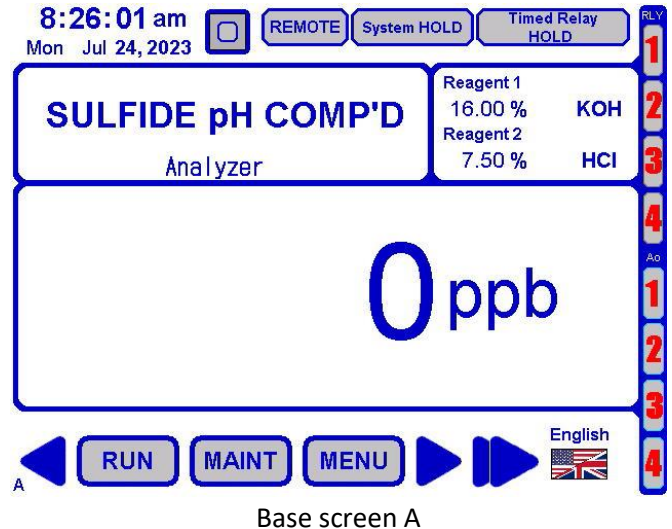 8:26:01 am
Mon Jul 24, 2023
REMOTE
System HOLD
Timed Relay
HOLD
RLY
1
2
3
4
Ao
1
2
3
4
SULFIDE pH COMP'D
Analyzer
Reagent 1
16.00 % KOH
Reagent 2
7.50 % HCl
0 ppb
A
RUN
MAINT
MENU
English
Base screen A